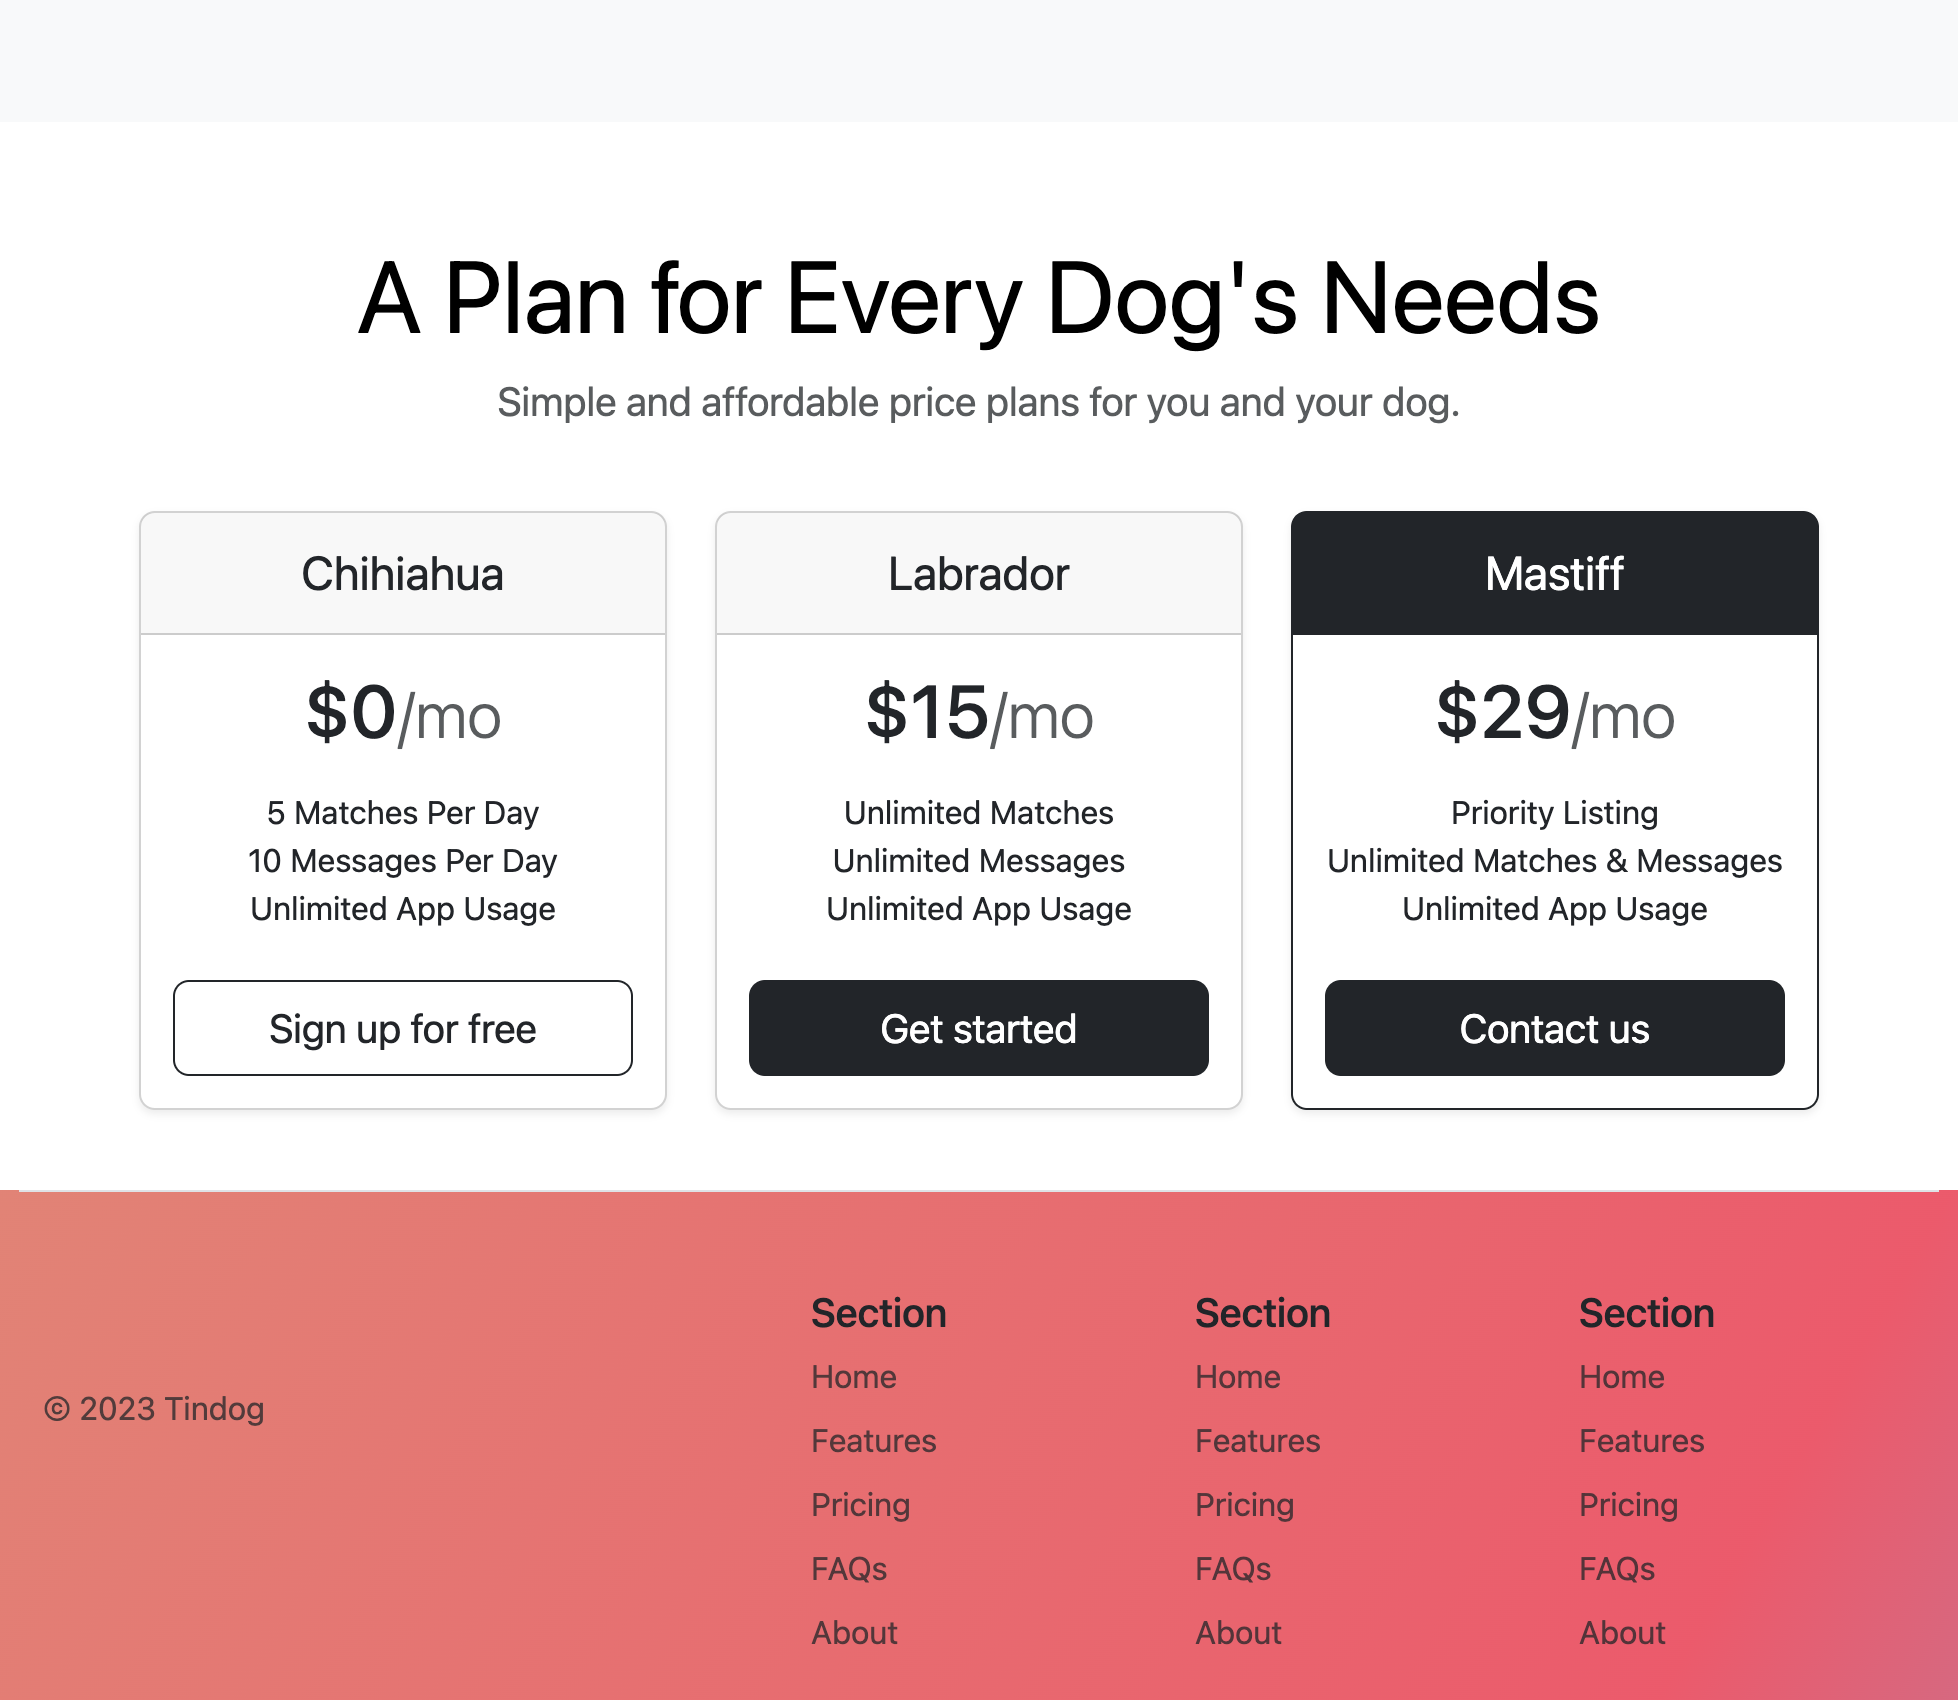 A Plan for Every Dog's Needs
Simple and affordable price plans for you and your dog.
Chihiahua
$0/mo
5 Matches Per Day
10 Messages Per Day
Unlimited App Usage
Sign up for free
Labrador
$15/mo
Unlimited Matches
Unlimited Messages
Unlimited App Usage
Get started
Mastiff
$29/mo
Priority Listing
Unlimited Matches & Messages
Unlimited App Usage
Contact us
© 2023 Tindog
Section
Home
Features
Pricing
FAQs
About
Section
Home
Features
Pricing
FAQs
About
Section
Home
Features
Pricing
FAQs
About